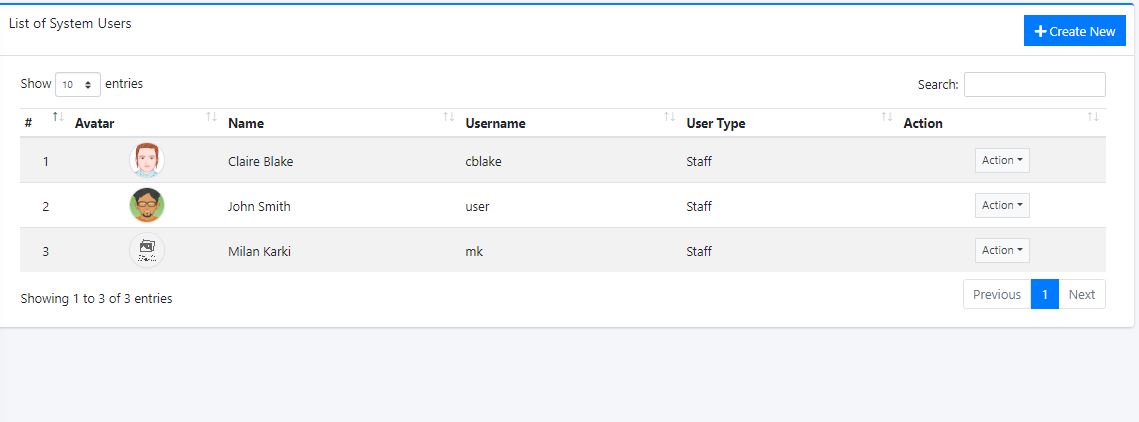 List of System Users
Create New
Show 10 entries
Search:
# Avatar Name Username User Type Action
1 Claire Blake cblake Staff Action
2 John Smith user Staff Action
3 Milan Karki mk Staff Action
Showing 1 to 3 of 3 entries
Previous 1 Next